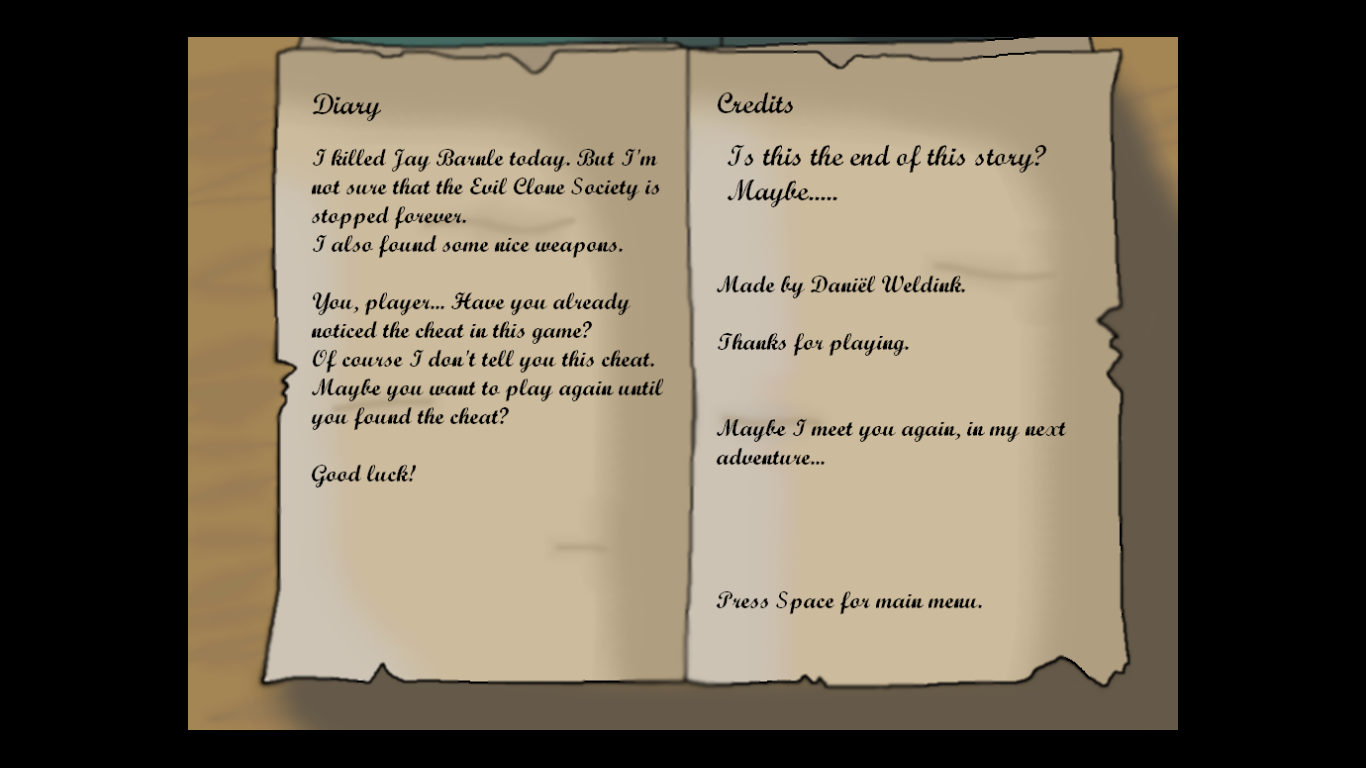 Diary
I killed Jay Barnle today. But I'm
not sure that the Evil Clone Society is
stopped forever.
I also found some nice weapons.
You, player... Have you already
noticed the cheat in this game?
Of course I don't tell you this cheat.
Maybe you want to play again until
you found the cheat?
Good luck!
Credits
Is this the end of this story?
Maybe.....
Made by Daniël Weldink.
Thanks for playing.
Maybe I meet you again, in my next
adventure...
Press Space for main menu.